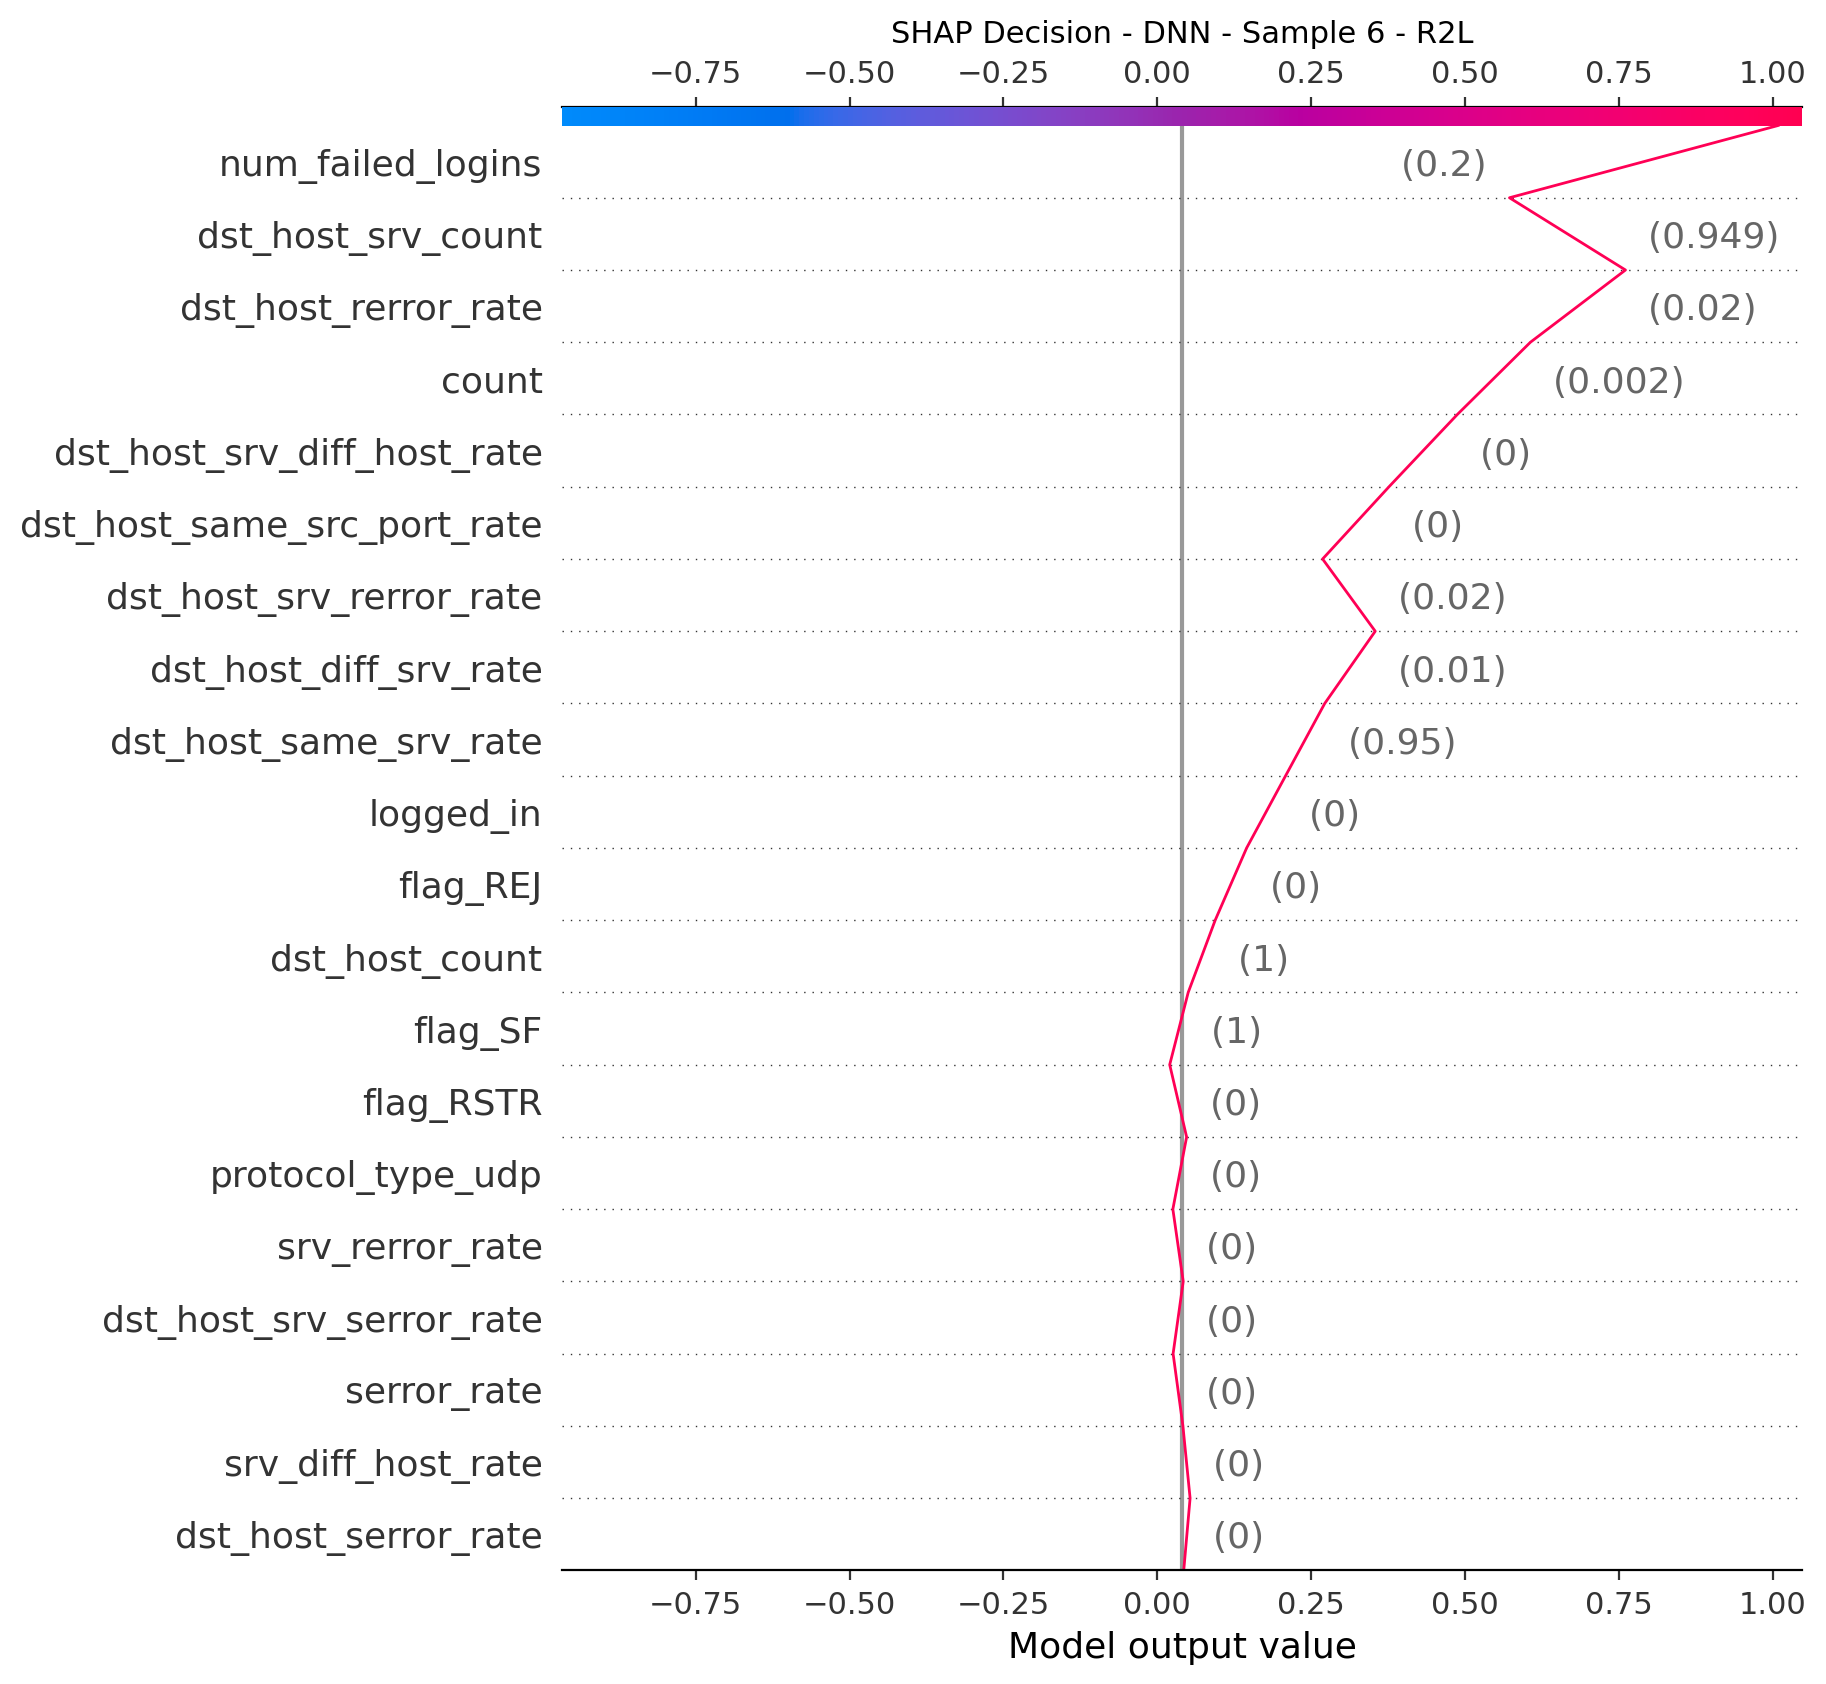 SHAP Decision - DNN - Sample 6 - R2L
−0.75 −0.50 −0.25 0.00 0.25 0.50 0.75 1.00
num_failed_logins (0.2)
dst_host_srv_count (0.949)
dst_host_rerror_rate (0.02)
count (0.002)
dst_host_srv_diff_host_rate (0)
dst_host_same_src_port_rate (0)
dst_host_srv_rerror_rate (0.02)
dst_host_diff_srv_rate (0.01)
dst_host_same_srv_rate (0.95)
logged_in (0)
flag_REJ (0)
dst_host_count (1)
flag_SF (1)
flag_RSTR (0)
protocol_type_udp (0)
srv_rerror_rate (0)
dst_host_srv_serror_rate (0)
serror_rate (0)
srv_diff_host_rate (0)
dst_host_serror_rate (0)
−0.75 −0.50 −0.25 0.00 0.25 0.50 0.75 1.00
Model output value